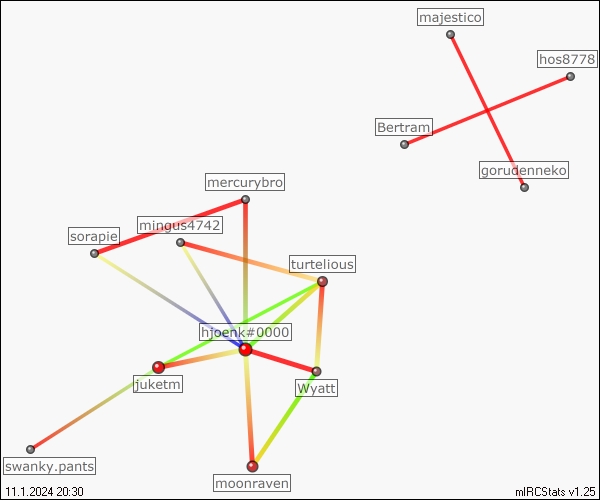 majestico
hos8778
Bertram
gorudenneko
mercurybro
mingus4742
sorapie
turtelious
hjoenk#0000
juketm
Wyatt
swanky.pants
moonraven
11.1.2024 20:30
mIRCStats v1.25